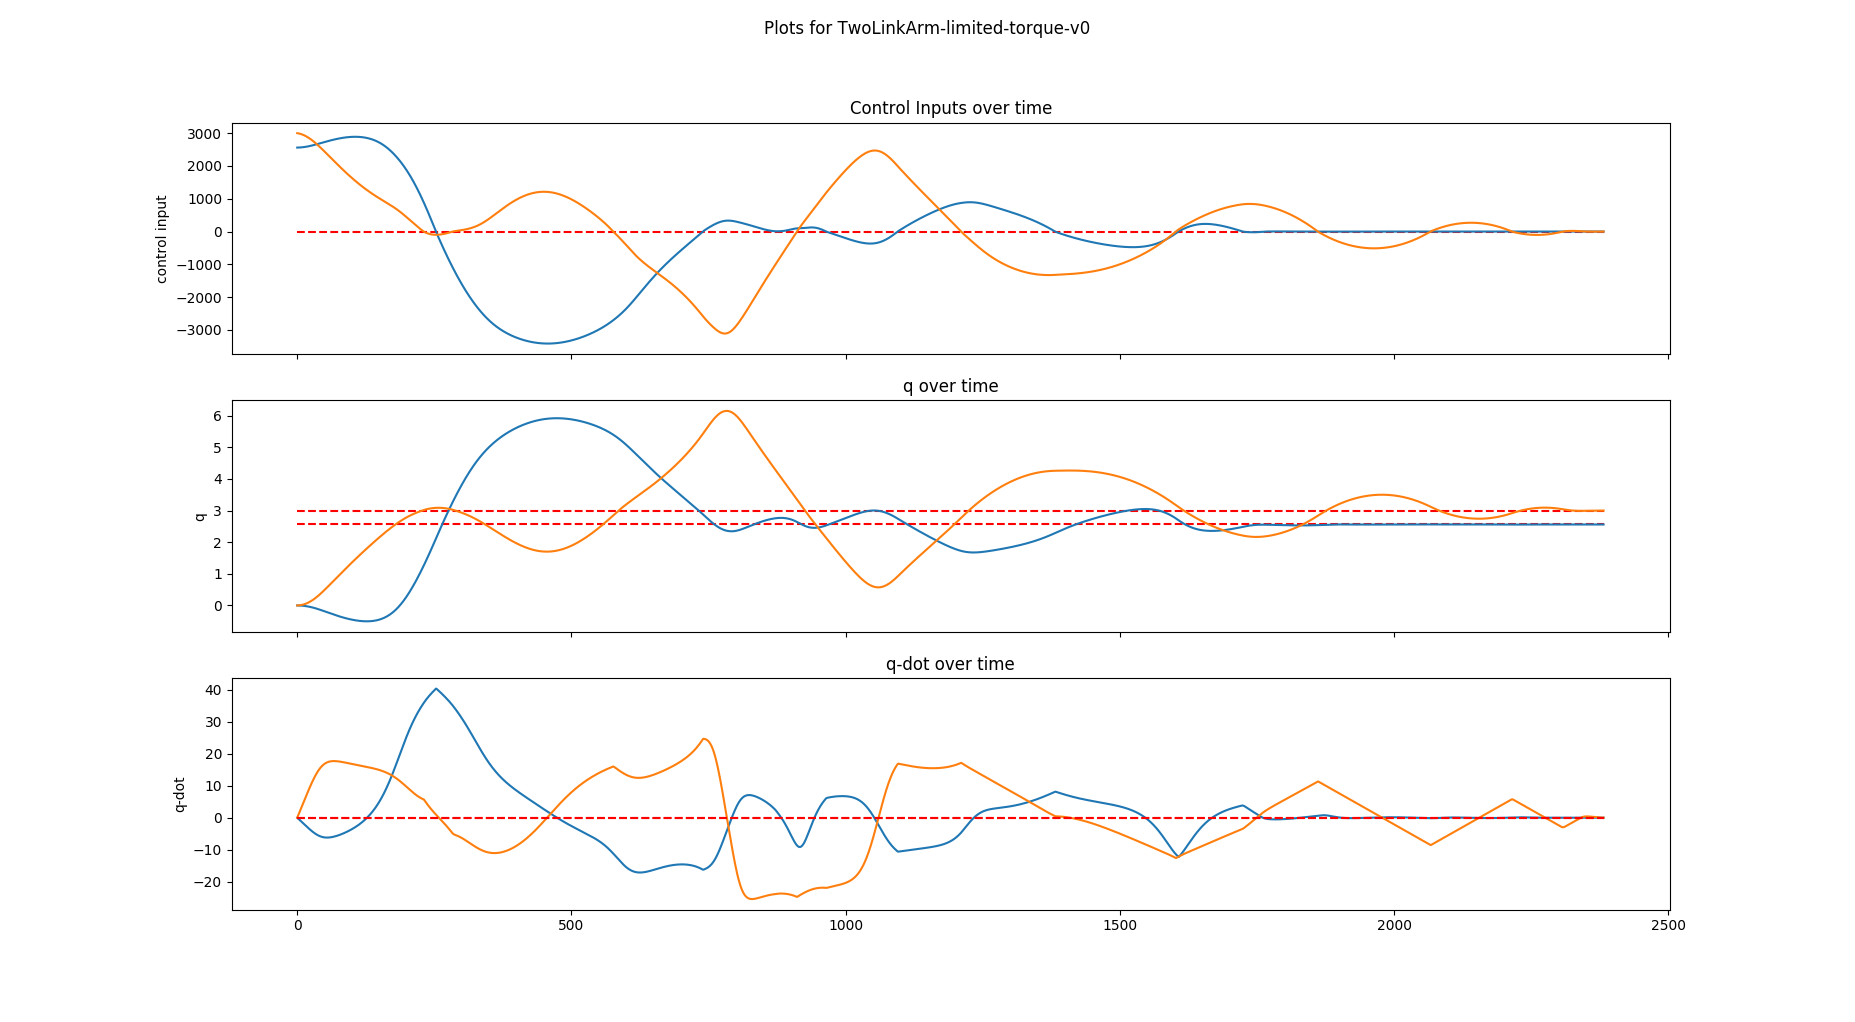 Plots for TwoLinkArm-limited-torque-v0
Control Inputs over time
control input
3000
2000
1000
0
−1000
−2000
−3000
q over time
q
6
5
4
3
2
1
0
q-dot over time
q-dot
40
30
20
10
0
−10
−20
0 500 1000 1500 2000 2500